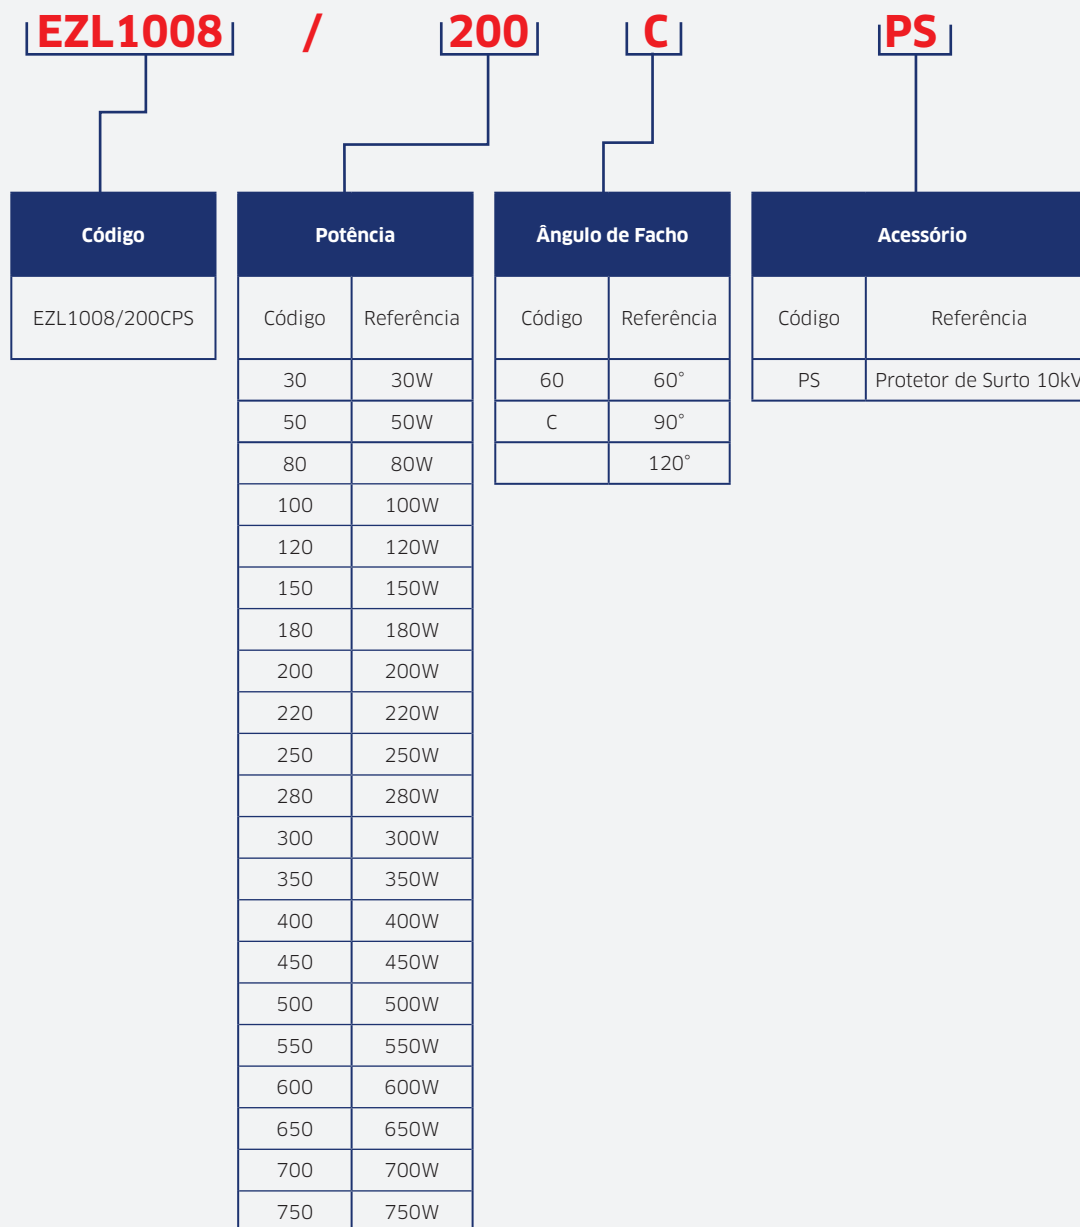 EZL1008 / 200 C PS
Código
EZL1008/200CPS
Potência
Código Referência
30 30W
50 50W
80 80W
100 100W
120 120W
150 150W
180 180W
200 200W
220 220W
250 250W
280 280W
300 300W
350 350W
400 400W
450 450W
500 500W
550 550W
600 600W
650 650W
700 700W
750 750W
Ângulo de Facho
Código Referência
60 60°
C 90°
120°
Acessório
Código Referência
PS Protetor de Surto 10kV